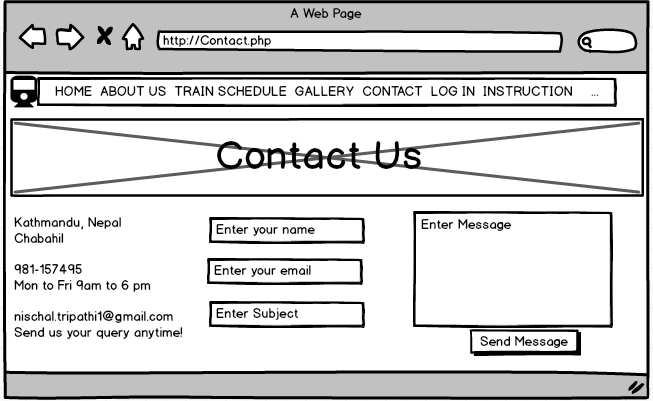 A Web Page
http://Contact.php
HOME ABOUT US TRAIN SCHEDULE GALLERY CONTACT LOG IN INSTRUCTION ...
Contact Us
Kathmandu, Nepal
Chabahil
981-157495
Mon to Fri 9am to 6 pm
nischal.tripathi1@gmail.com
Send us your query anytime!
Enter your name
Enter your email
Enter Subject
Enter Message
Send Message